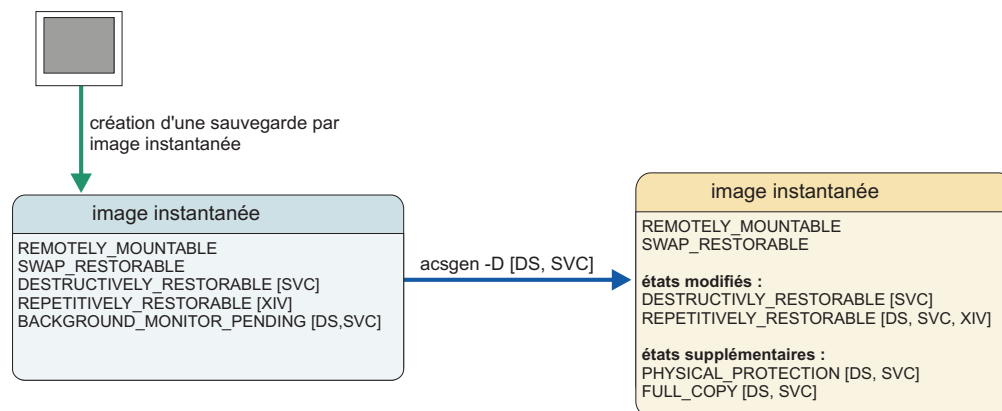 création d'une sauvegarde par
image instantanée
image instantanée
REMOTELY_MOUNTABLE
SWAP_RESTORABLE
DESTRUCTIVELY_RESTORABLE [SVC]
REPETITIVELY_RESTORABLE [XIV]
BACKGROUND_MONITOR_PENDING [DS,SVC]
acsgen -D [DS, SVC]
image instantanée
REMOTELY_MOUNTABLE
SWAP_RESTORABLE
états modifiés :
DESTRUCTIVLY_RESTORABLE [SVC]
REPETITIVELY_RESTORABLE [DS, SVC, XIV]
états supplémentaires :
PHYSICAL_PROTECTION [DS, SVC]
FULL_COPY [DS, SVC]